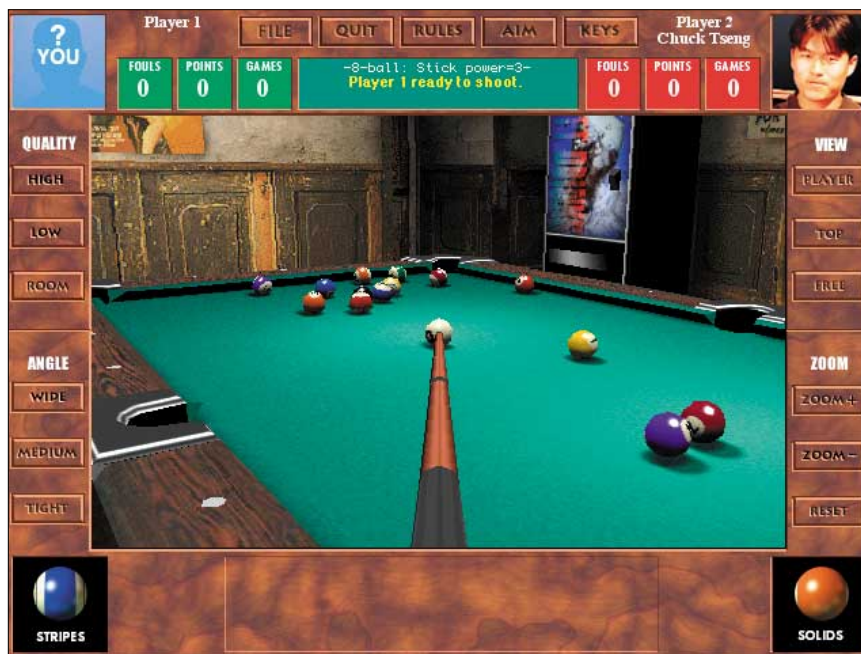 Player 1
FILE
QUIT
RULES
AIM
KEYS
Player 2
Chuck Tseng
?
YOU
FOULS
0
POINTS
0
GAMES
0
-8-ball: Stick power=3-
Player 1 ready to shoot.
FOULS
0
POINTS
0
GAMES
0
QUALITY
HIGH
LOW
ROOM
ANGLE
WIDE
MEDIUM
TIGHT
VIEW
PLAYER
TOP
FREE
ZOOM
ZOOM+
ZOOM-
RESET
STRIPES
SOLIDS